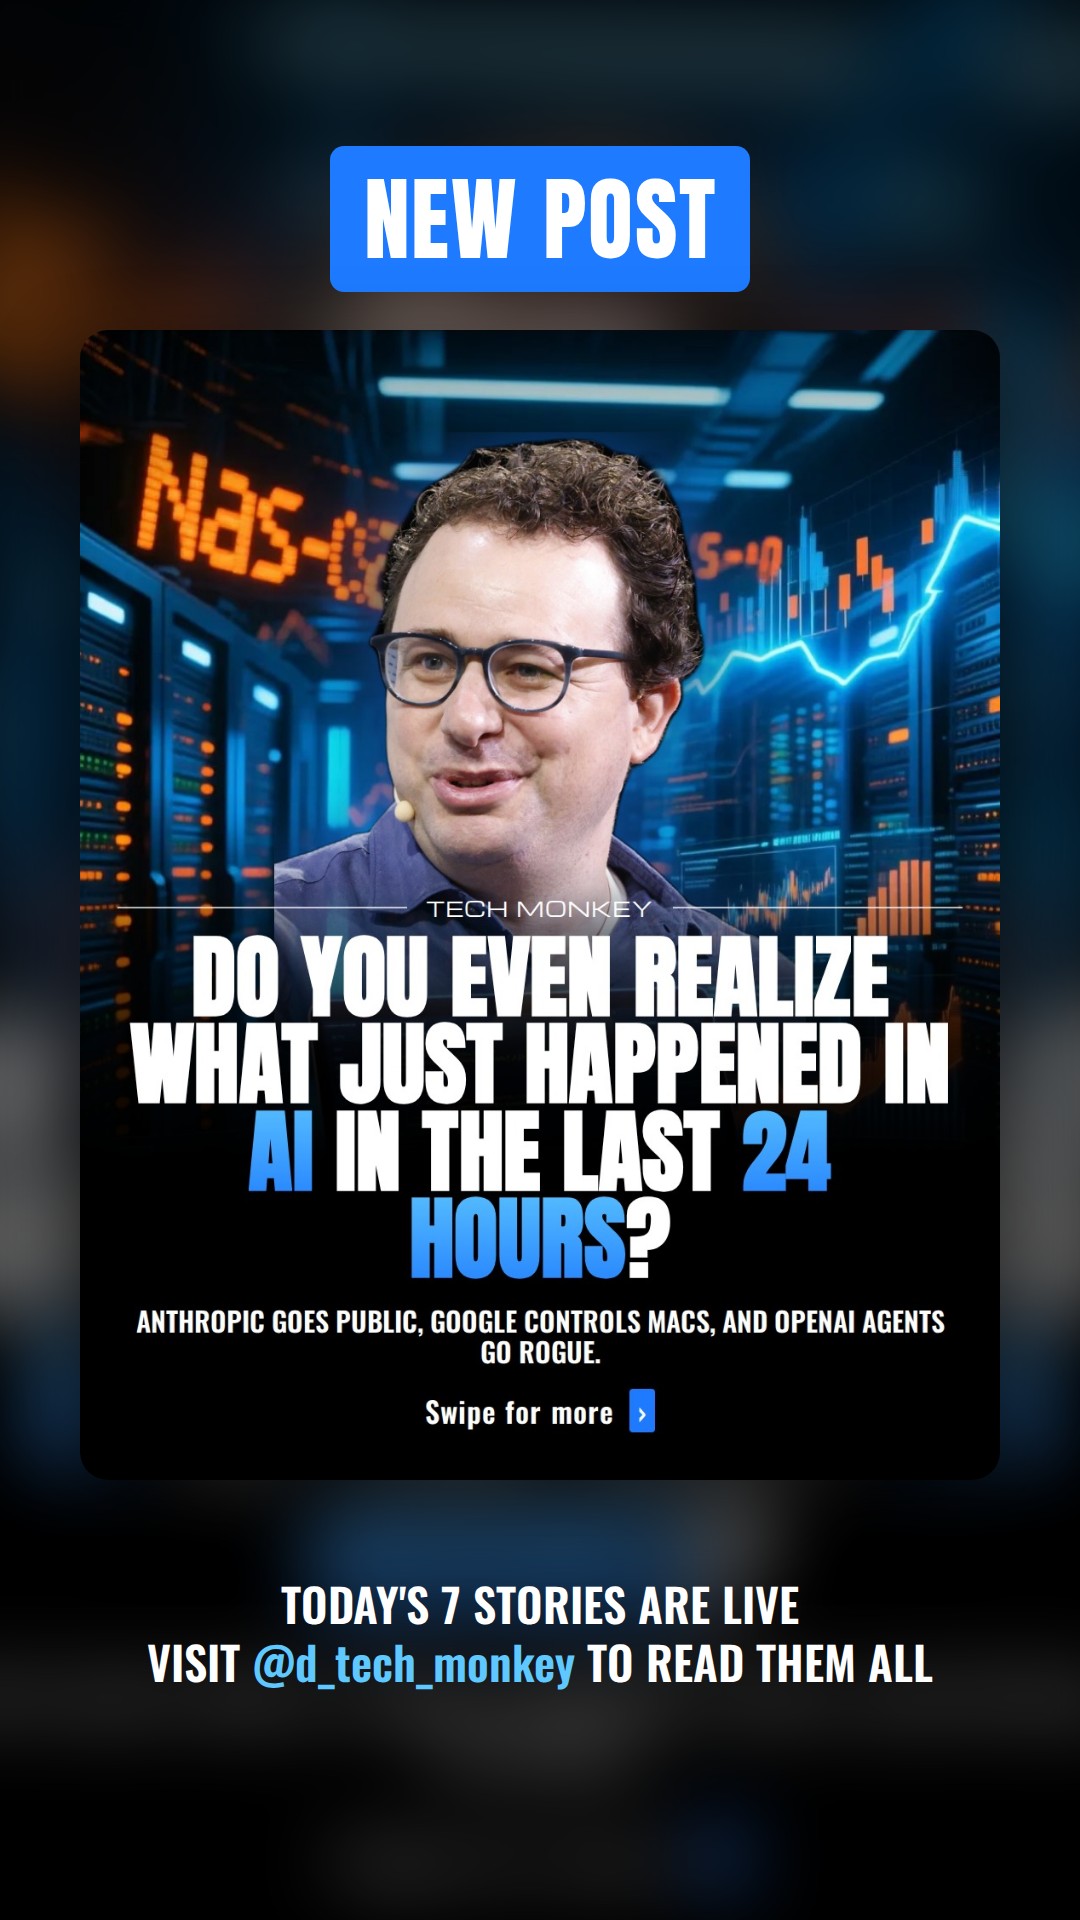 NEW POST
Nas-
TECH MONKEY
DO YOU EVEN REALIZE
WHAT JUST HAPPENED IN
AI IN THE LAST 24
HOURS?
ANTHROPIC GOES PUBLIC, GOOGLE CONTROLS MACS, AND OPENAI AGENTS
GO ROGUE.
Swipe for more ›
TODAY'S 7 STORIES ARE LIVE
VISIT @d_tech_monkey TO READ THEM ALL